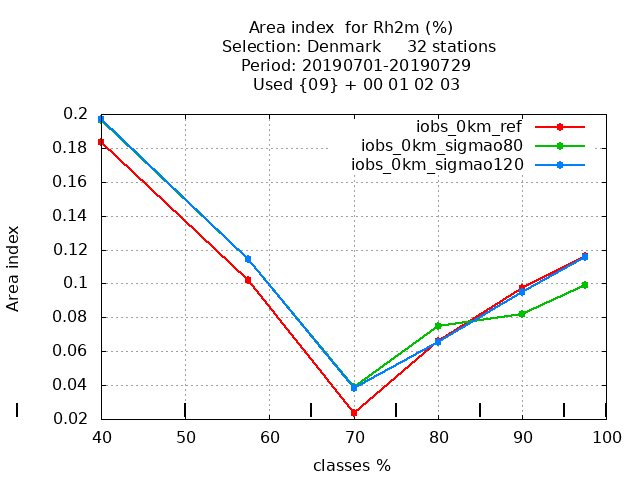 Area index  for Rh2m (%)
Selection: Denmark     32 stations
Period: 20190701-20190729
Used {09} + 00 01 02 03
iobs_0km_ref
iobs_0km_sigmao80
iobs_0km_sigmao120
0.2
0.18
0.16
0.14
0.12
0.1
0.08
0.06
0.04
0.02
Area index
40 50 60 70 80 90 100
classes %